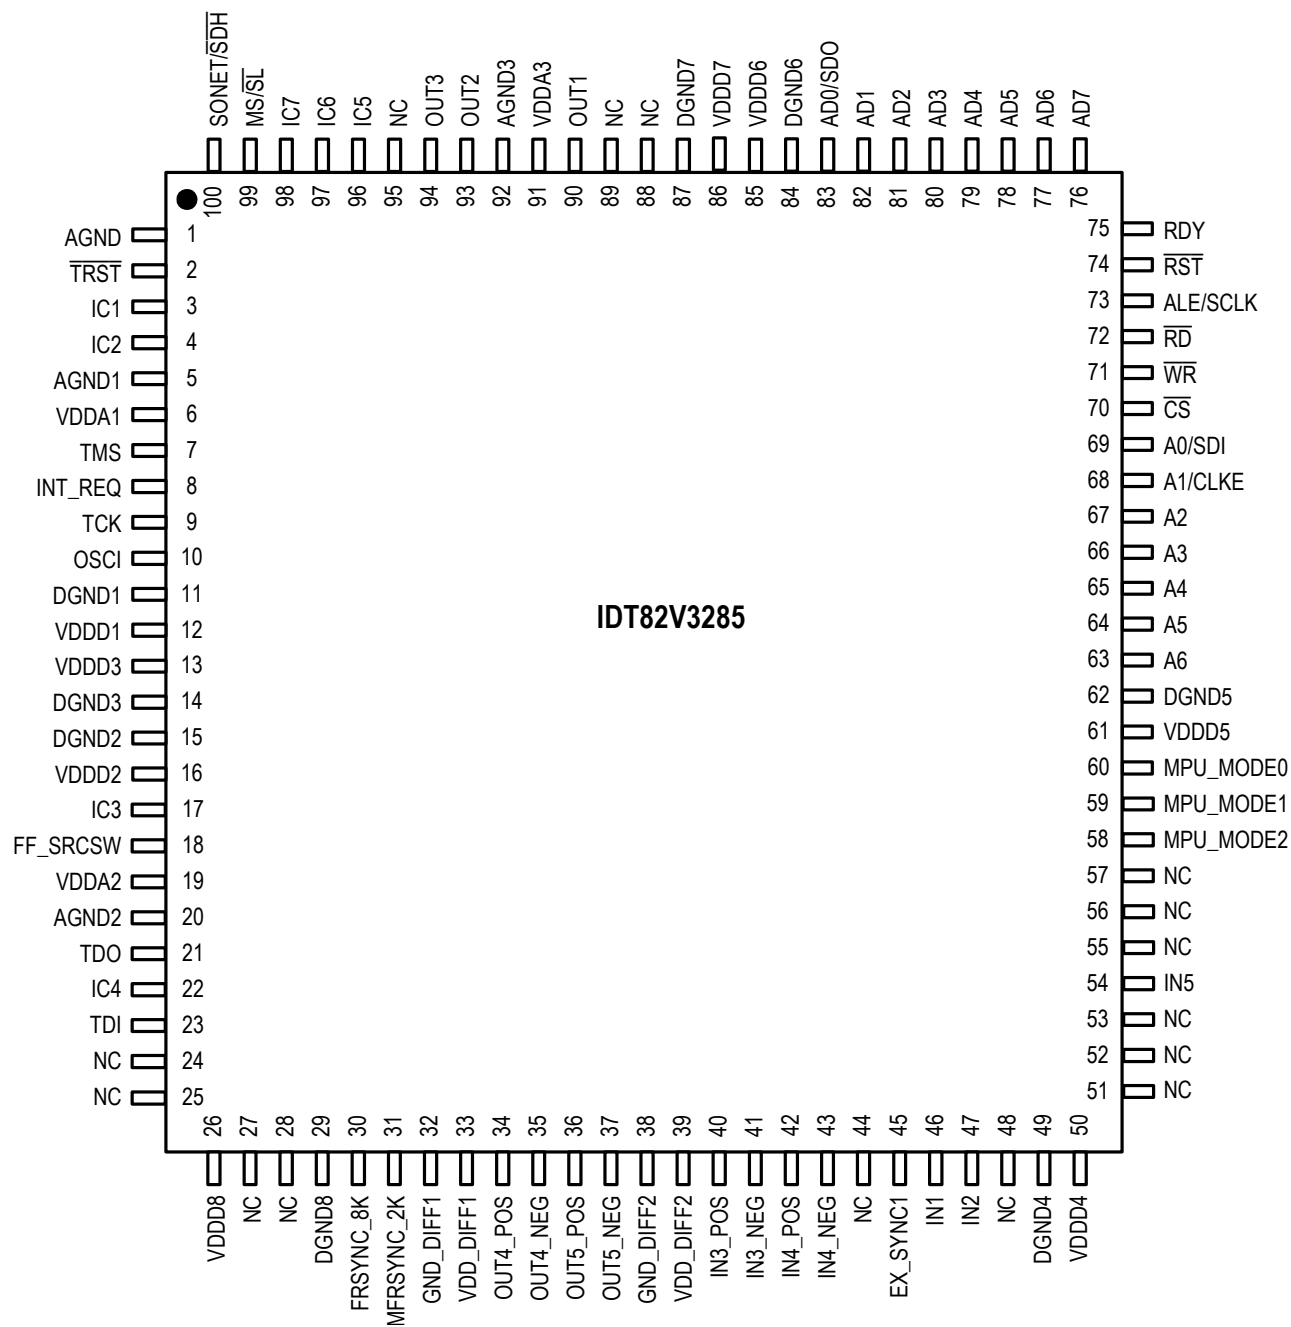 SONET/S̅D̅H̅
MS/S̅L̅
IC7
IC6
IC5
NC
OUT3
OUT2
AGND3
VDDA3
OUT1
NC
NC
DGND7
VDDD7
VDDD6
DGND6
AD0/SDO
AD1
AD2
AD3
AD4
AD5
AD6
AD7
100
99
98
97
96
95
94
93
92
91
90
89
88
87
86
85
84
83
82
81
80
79
78
77
76
AGND 1
T̅R̅S̅T̅ 2
IC1 3
IC2 4
AGND1 5
VDDA1 6
TMS 7
INT_REQ 8
TCK 9
OSCI 10
DGND1 11
VDDD1 12
VDDD3 13
DGND3 14
DGND2 15
VDDD2 16
IC3 17
FF_SRCSW 18
VDDA2 19
AGND2 20
TDO 21
IC4 22
TDI 23
NC 24
NC 25
IDT82V3285
75 RDY
74 R̅S̅T̅
73 ALE/SCLK
72 R̅D̅
71 W̅R̅
70 C̅S̅
69 A0/SDI
68 A1/CLKE
67 A2
66 A3
65 A4
64 A5
63 A6
62 DGND5
61 VDDD5
60 MPU_MODE0
59 MPU_MODE1
58 MPU_MODE2
57 NC
56 NC
55 NC
54 IN5
53 NC
52 NC
51 NC
26
27
28
29
30
31
32
33
34
35
36
37
38
39
40
41
42
43
44
45
46
47
48
49
50
VDDD8
NC
NC
DGND8
FRSYNC_8K
MFRSYNC_2K
GND_DIFF1
VDD_DIFF1
OUT4_POS
OUT4_NEG
OUT5_POS
OUT5_NEG
GND_DIFF2
VDD_DIFF2
IN3_POS
IN3_NEG
IN4_POS
IN4_NEG
NC
EX_SYNC1
IN1
IN2
NC
DGND4
VDDD4